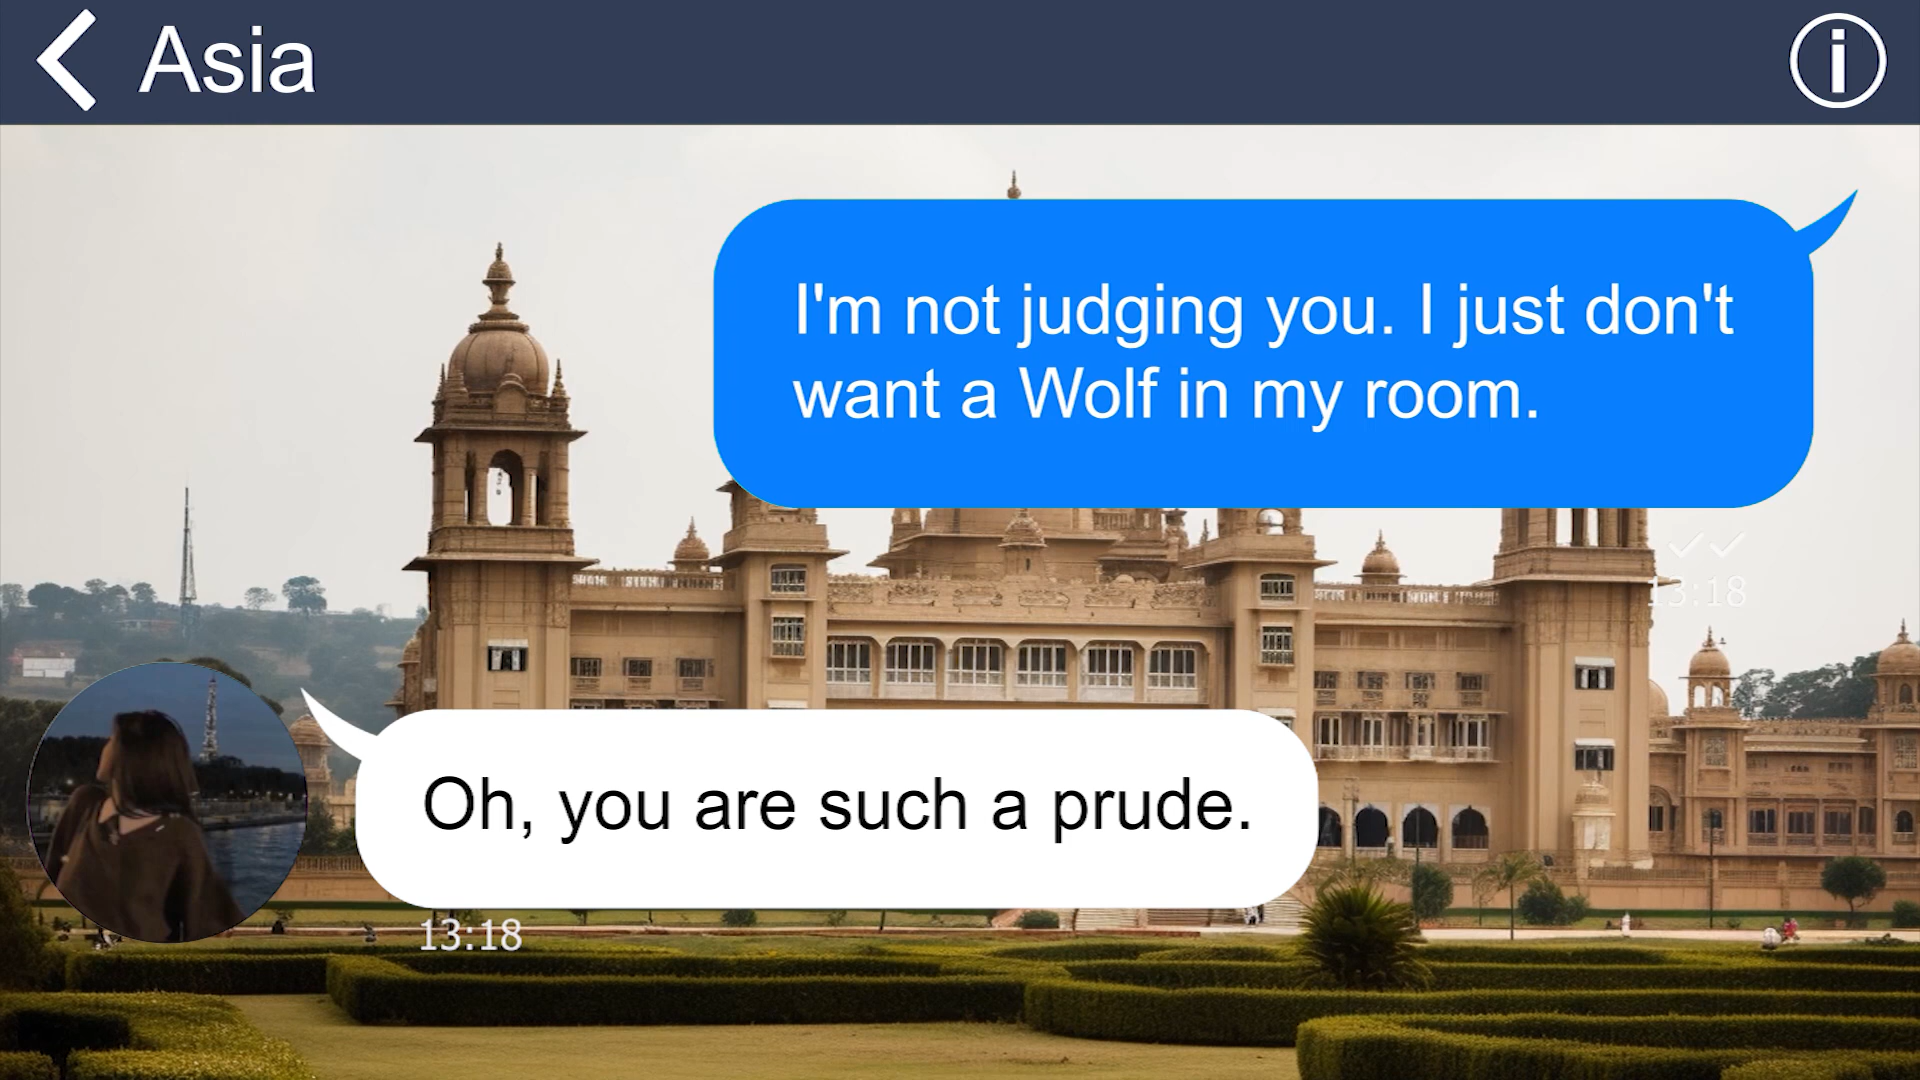 Asia
I'm not judging you. I just don't
want a Wolf in my room.
13:18
Oh, you are such a prude.
13:18